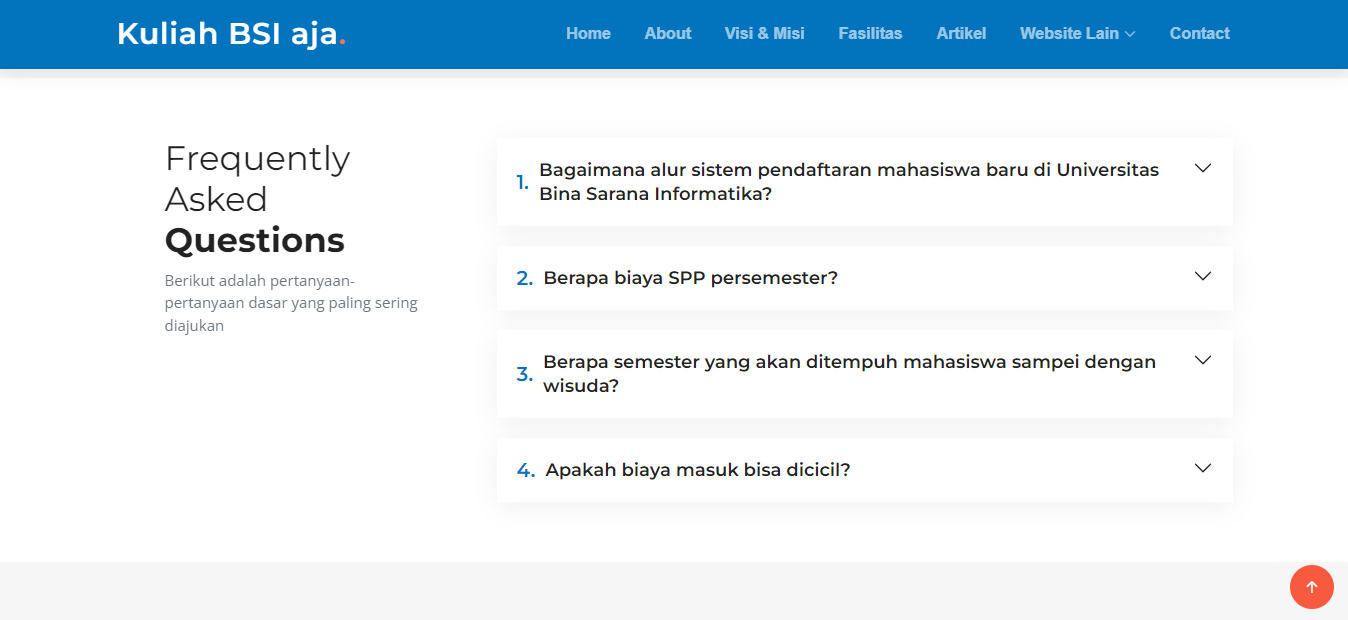 Kuliah BSI aja.
Home About Visi & Misi Fasilitas Artikel Website Lain Contact
Frequently
Asked
Questions
Berikut adalah pertanyaan-
pertanyaan dasar yang paling sering
diajukan
1. Bagaimana alur sistem pendaftaran mahasiswa baru di Universitas
Bina Sarana Informatika?
2. Berapa biaya SPP persemester?
3. Berapa semester yang akan ditempuh mahasiswa sampai dengan
wisuda?
4. Apakah biaya masuk bisa dicicil?